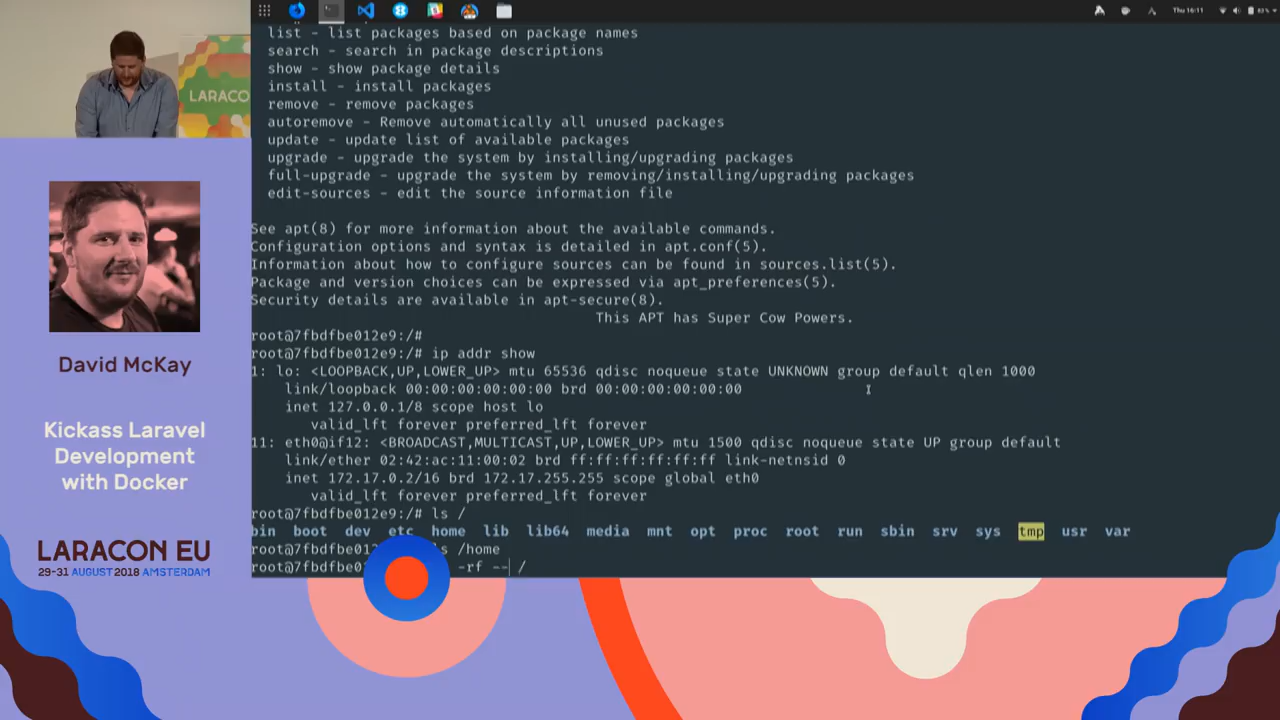 Thu 16:11
83%
LARACON
list - list packages based on package names
search - search in package descriptions
show - show package details
install - install packages
remove - remove packages
autoremove - Remove automatically all unused packages
update - update list of available packages
upgrade - upgrade the system by installing/upgrading packages
full-upgrade - upgrade the system by removing/installing/upgrading packages
edit-sources - edit the source information file
See apt(8) for more information about the available commands.
Configuration options and syntax is detailed in apt.conf(5).
Information about how to configure sources can be found in sources.list(5).
Package and version choices can be expressed via apt_preferences(5).
Security details are available in apt-secure(8).
This APT has Super Cow Powers.
root@7fbdfbe012e9:/#
root@7fbdfbe012e9:/# ip addr show
1: lo: <LOOPBACK,UP,LOWER_UP> mtu 65536 qdisc noqueue state UNKNOWN group default qlen 1000
link/loopback 00:00:00:00:00:00 brd 00:00:00:00:00:00
inet 127.0.0.1/8 scope host lo
valid_lft forever preferred_lft forever
11: eth0@if12: <BROADCAST,MULTICAST,UP,LOWER_UP> mtu 1500 qdisc noqueue state UP group default
link/ether 02:42:ac:11:00:02 brd ff:ff:ff:ff:ff:ff link-netnsid 0
inet 172.17.0.2/16 brd 172.17.255.255 scope global eth0
valid_lft forever preferred_lft forever
root@7fbdfbe012e9:/# ls /
bin boot dev etc home lib lib64 media mnt opt proc root run sbin srv sys tmp usr var
root@7fbdfbe01 s /home
root@7fbdfbe01 -rf -- /
David McKay
Kickass Laravel
Development
with Docker
LARACON EU
29-31 AUGUST 2018 AMSTERDAM